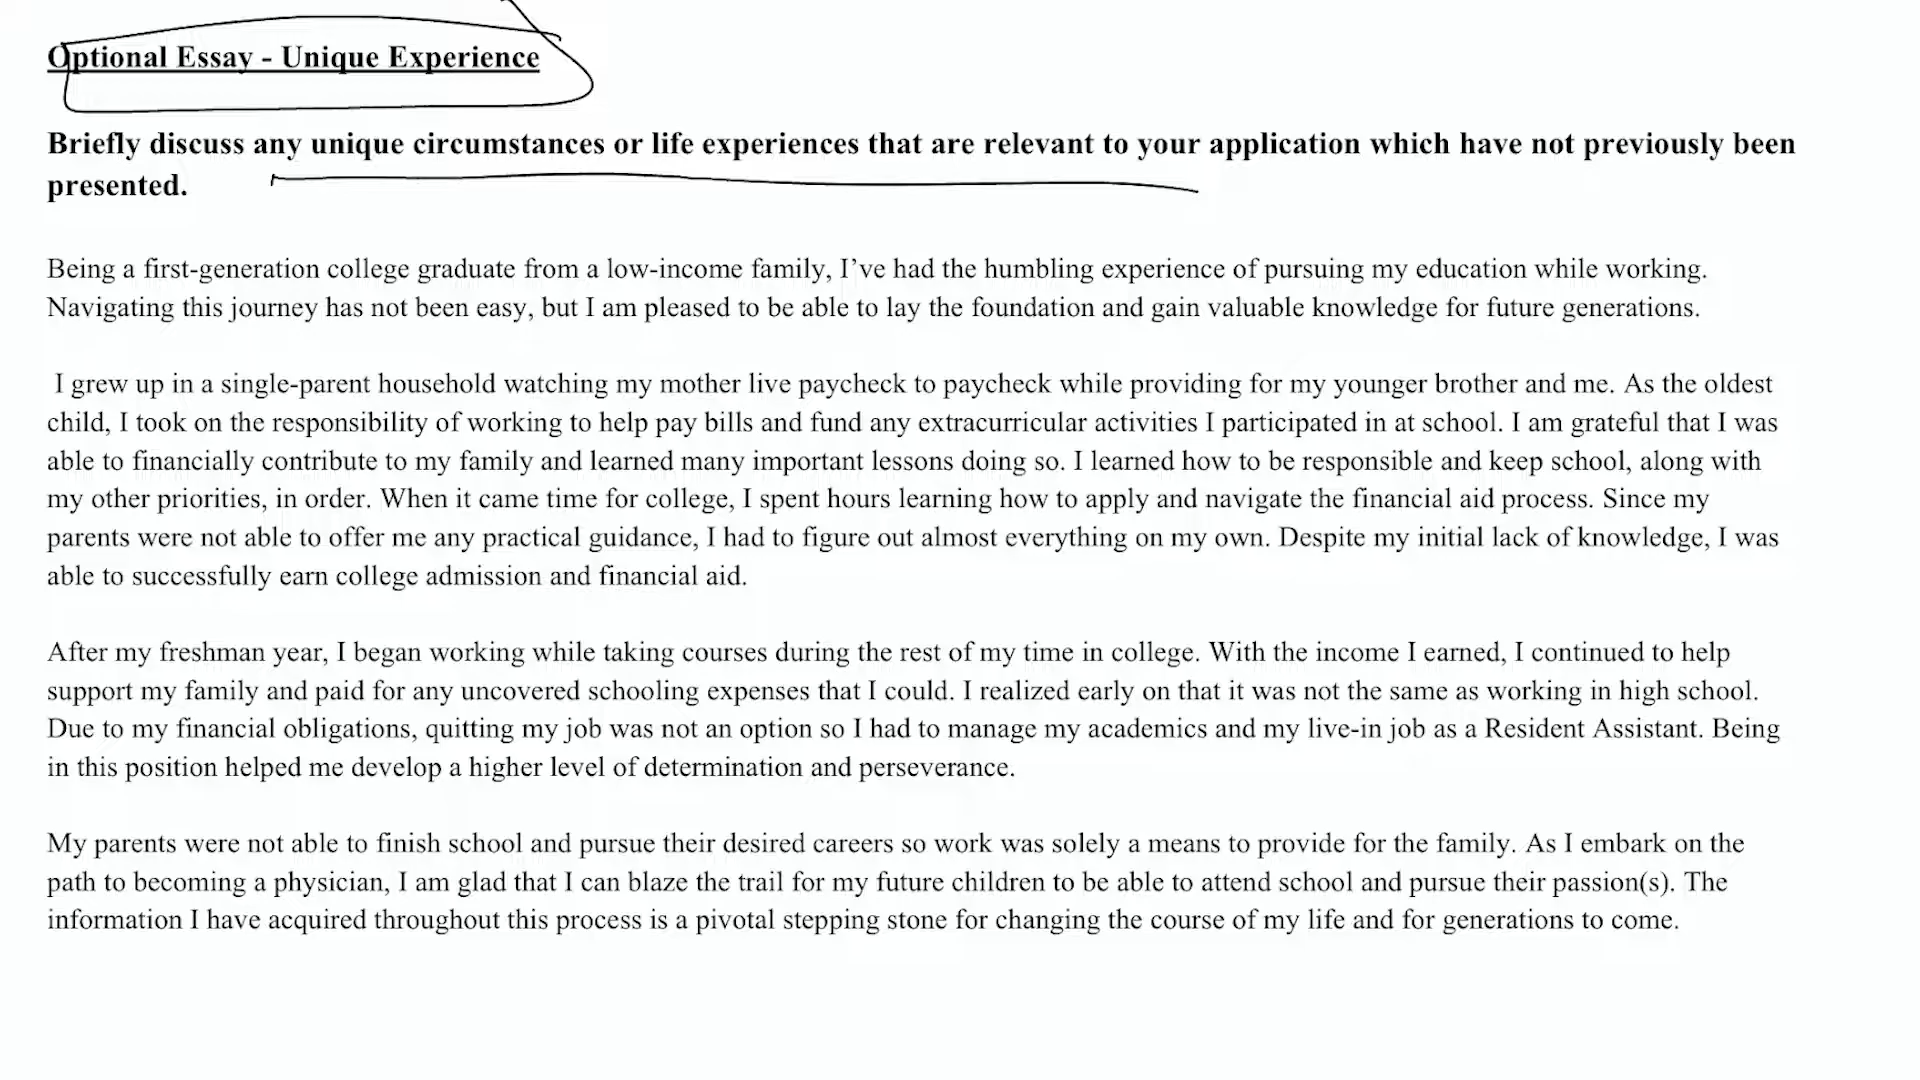 Optional Essay - Unique Experience
Briefly discuss any unique circumstances or life experiences that are relevant to your application which have not previously been
presented.
Being a first-generation college graduate from a low-income family, I’ve had the humbling experience of pursuing my education while working.
Navigating this journey has not been easy, but I am pleased to be able to lay the foundation and gain valuable knowledge for future generations.
I grew up in a single-parent household watching my mother live paycheck to paycheck while providing for my younger brother and me. As the oldest
child, I took on the responsibility of working to help pay bills and fund any extracurricular activities I participated in at school. I am grateful that I was
able to financially contribute to my family and learned many important lessons doing so. I learned how to be responsible and keep school, along with
my other priorities, in order. When it came time for college, I spent hours learning how to apply and navigate the financial aid process. Since my
parents were not able to offer me any practical guidance, I had to figure out almost everything on my own. Despite my initial lack of knowledge, I was
able to successfully earn college admission and financial aid.
After my freshman year, I began working while taking courses during the rest of my time in college. With the income I earned, I continued to help
support my family and paid for any uncovered schooling expenses that I could. I realized early on that it was not the same as working in high school.
Due to my financial obligations, quitting my job was not an option so I had to manage my academics and my live-in job as a Resident Assistant. Being
in this position helped me develop a higher level of determination and perseverance.
My parents were not able to finish school and pursue their desired careers so work was solely a means to provide for the family. As I embark on the
path to becoming a physician, I am glad that I can blaze the trail for my future children to be able to attend school and pursue their passion(s). The
information I have acquired throughout this process is a pivotal stepping stone for changing the course of my life and for generations to come.